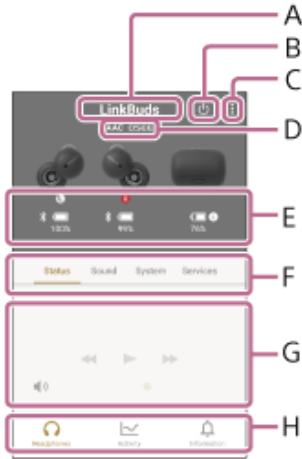 A
B
C
LinkBuds
D
AAC DSEE
L R
100% 99% 76%
E
Status Sound System Services
F
G
H
Headphones Activity Information